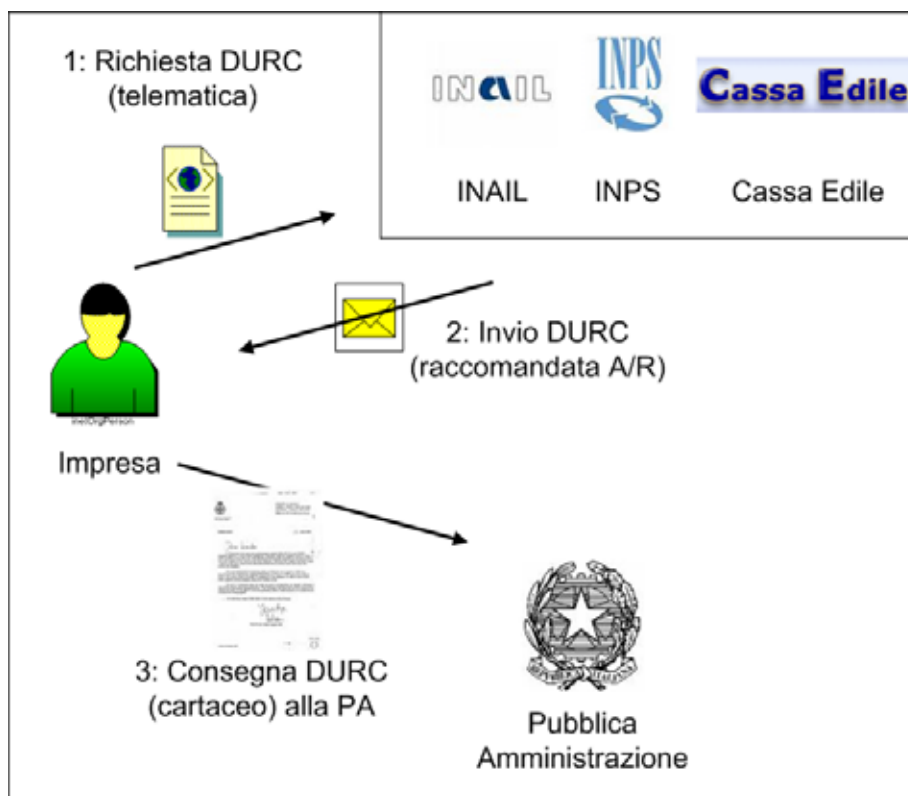 1: Richiesta DURC
(telematica)
INAIL
INPS
Cassa Edile
INAIL
INPS
Cassa Edile
2: Invio DURC
(raccomandata A/R)
inetOrgPerson
Impresa
3: Consegna DURC
(cartaceo) alla PA
Pubblica
Amministrazione